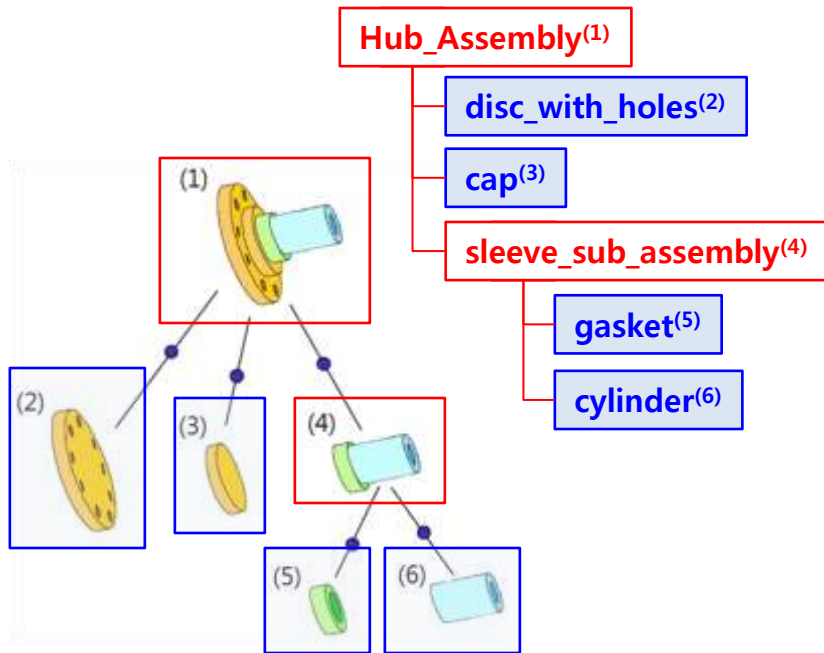 Hub_Assembly(1)
disc_with_holes(2)
cap(3)
sleeve_sub_assembly(4)
gasket(5)
cylinder(6)
(1)
(2)
(3)
(4)
(5)
(6)